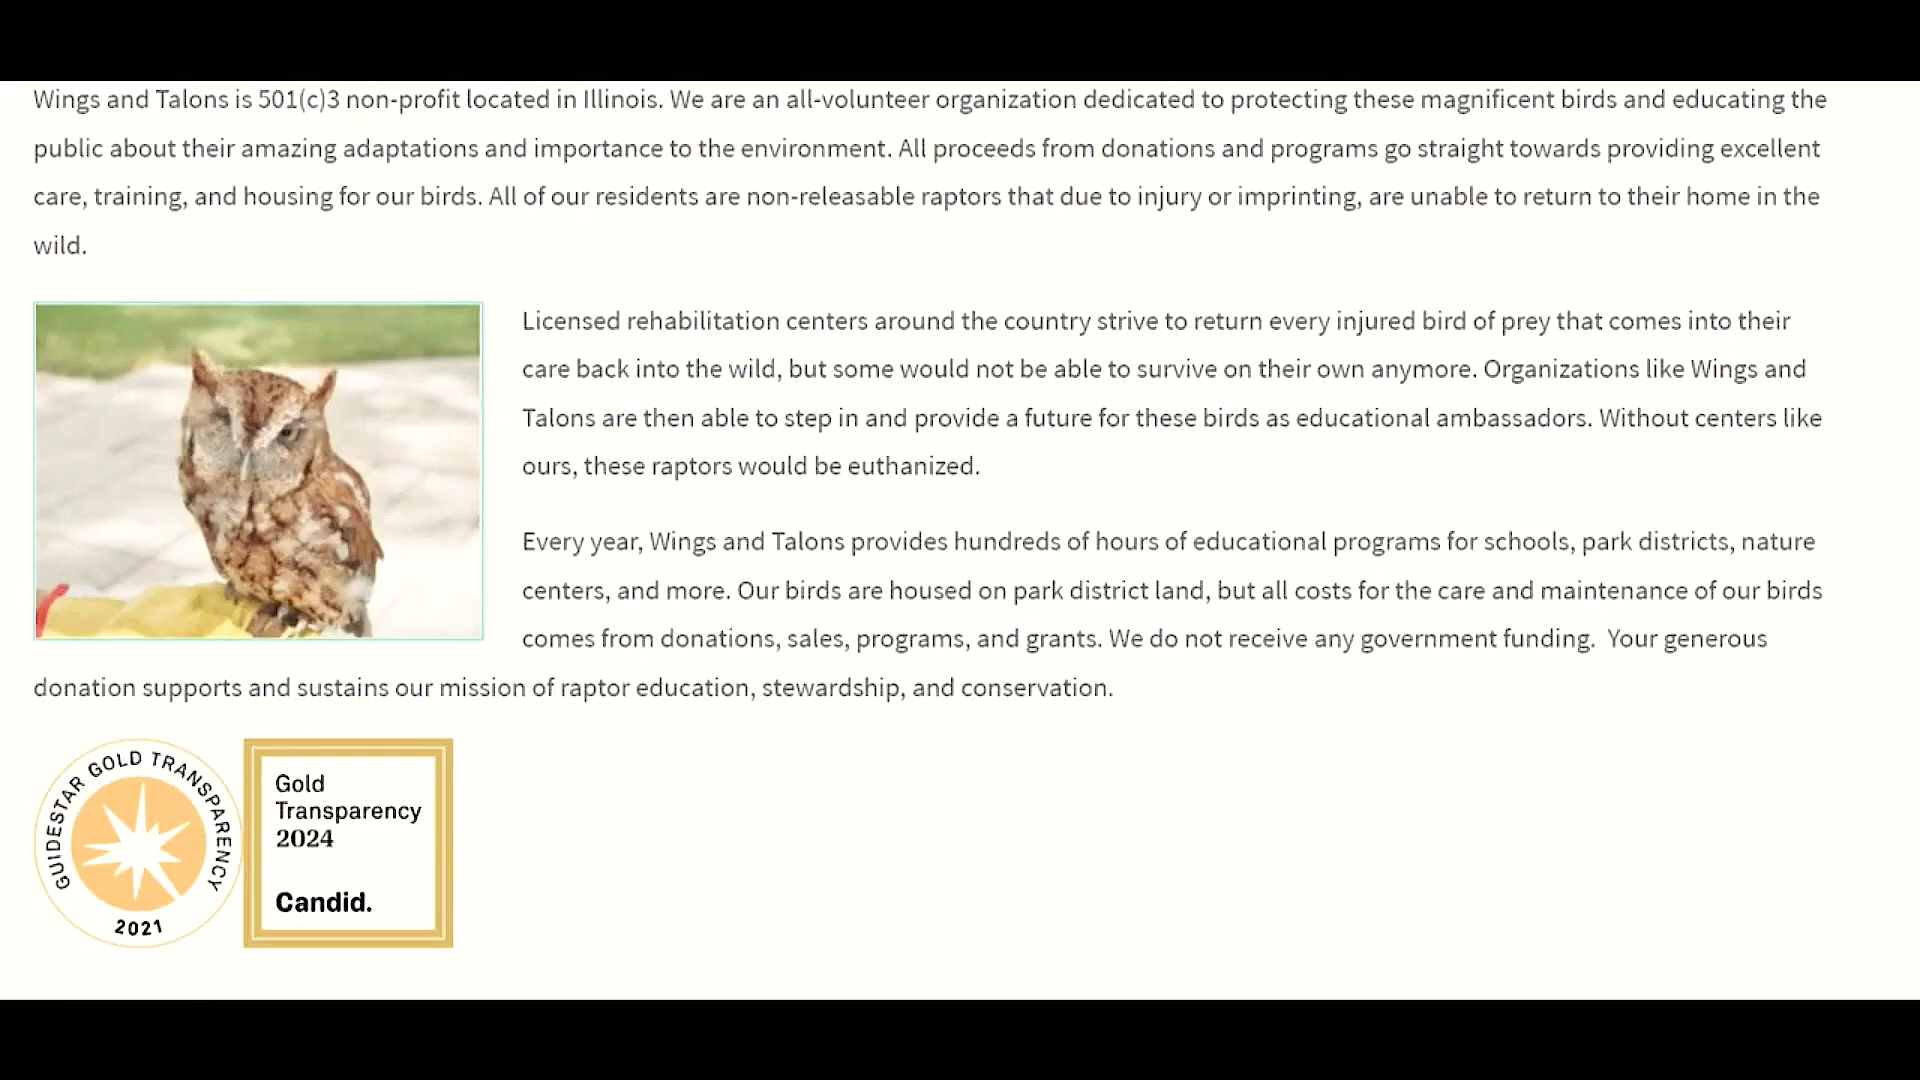 Wings and Talons is 501(c)3 non-profit located in Illinois. We are an all-volunteer organization dedicated to protecting these magnificent birds and educating the
public about their amazing adaptations and importance to the environment. All proceeds from donations and programs go straight towards providing excellent
care, training, and housing for our birds. All of our residents are non-releasable raptors that due to injury or imprinting, are unable to return to their home in the
wild.
Licensed rehabilitation centers around the country strive to return every injured bird of prey that comes into their
care back into the wild, but some would not be able to survive on their own anymore. Organizations like Wings and
Talons are then able to step in and provide a future for these birds as educational ambassadors. Without centers like
ours, these raptors would be euthanized.
Every year, Wings and Talons provides hundreds of hours of educational programs for schools, park districts, nature
centers, and more. Our birds are housed on park district land, but all costs for the care and maintenance of our birds
comes from donations, sales, programs, and grants. We do not receive any government funding. Your generous
donation supports and sustains our mission of raptor education, stewardship, and conservation.
GUIDESTAR GOLD TRANSPARENCY
2021
Gold
Transparency
2024
Candid.